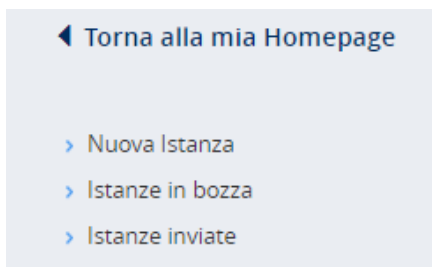 Torna alla mia Homepage
Nuova Istanza
Istanze in bozza
Istanze inviate